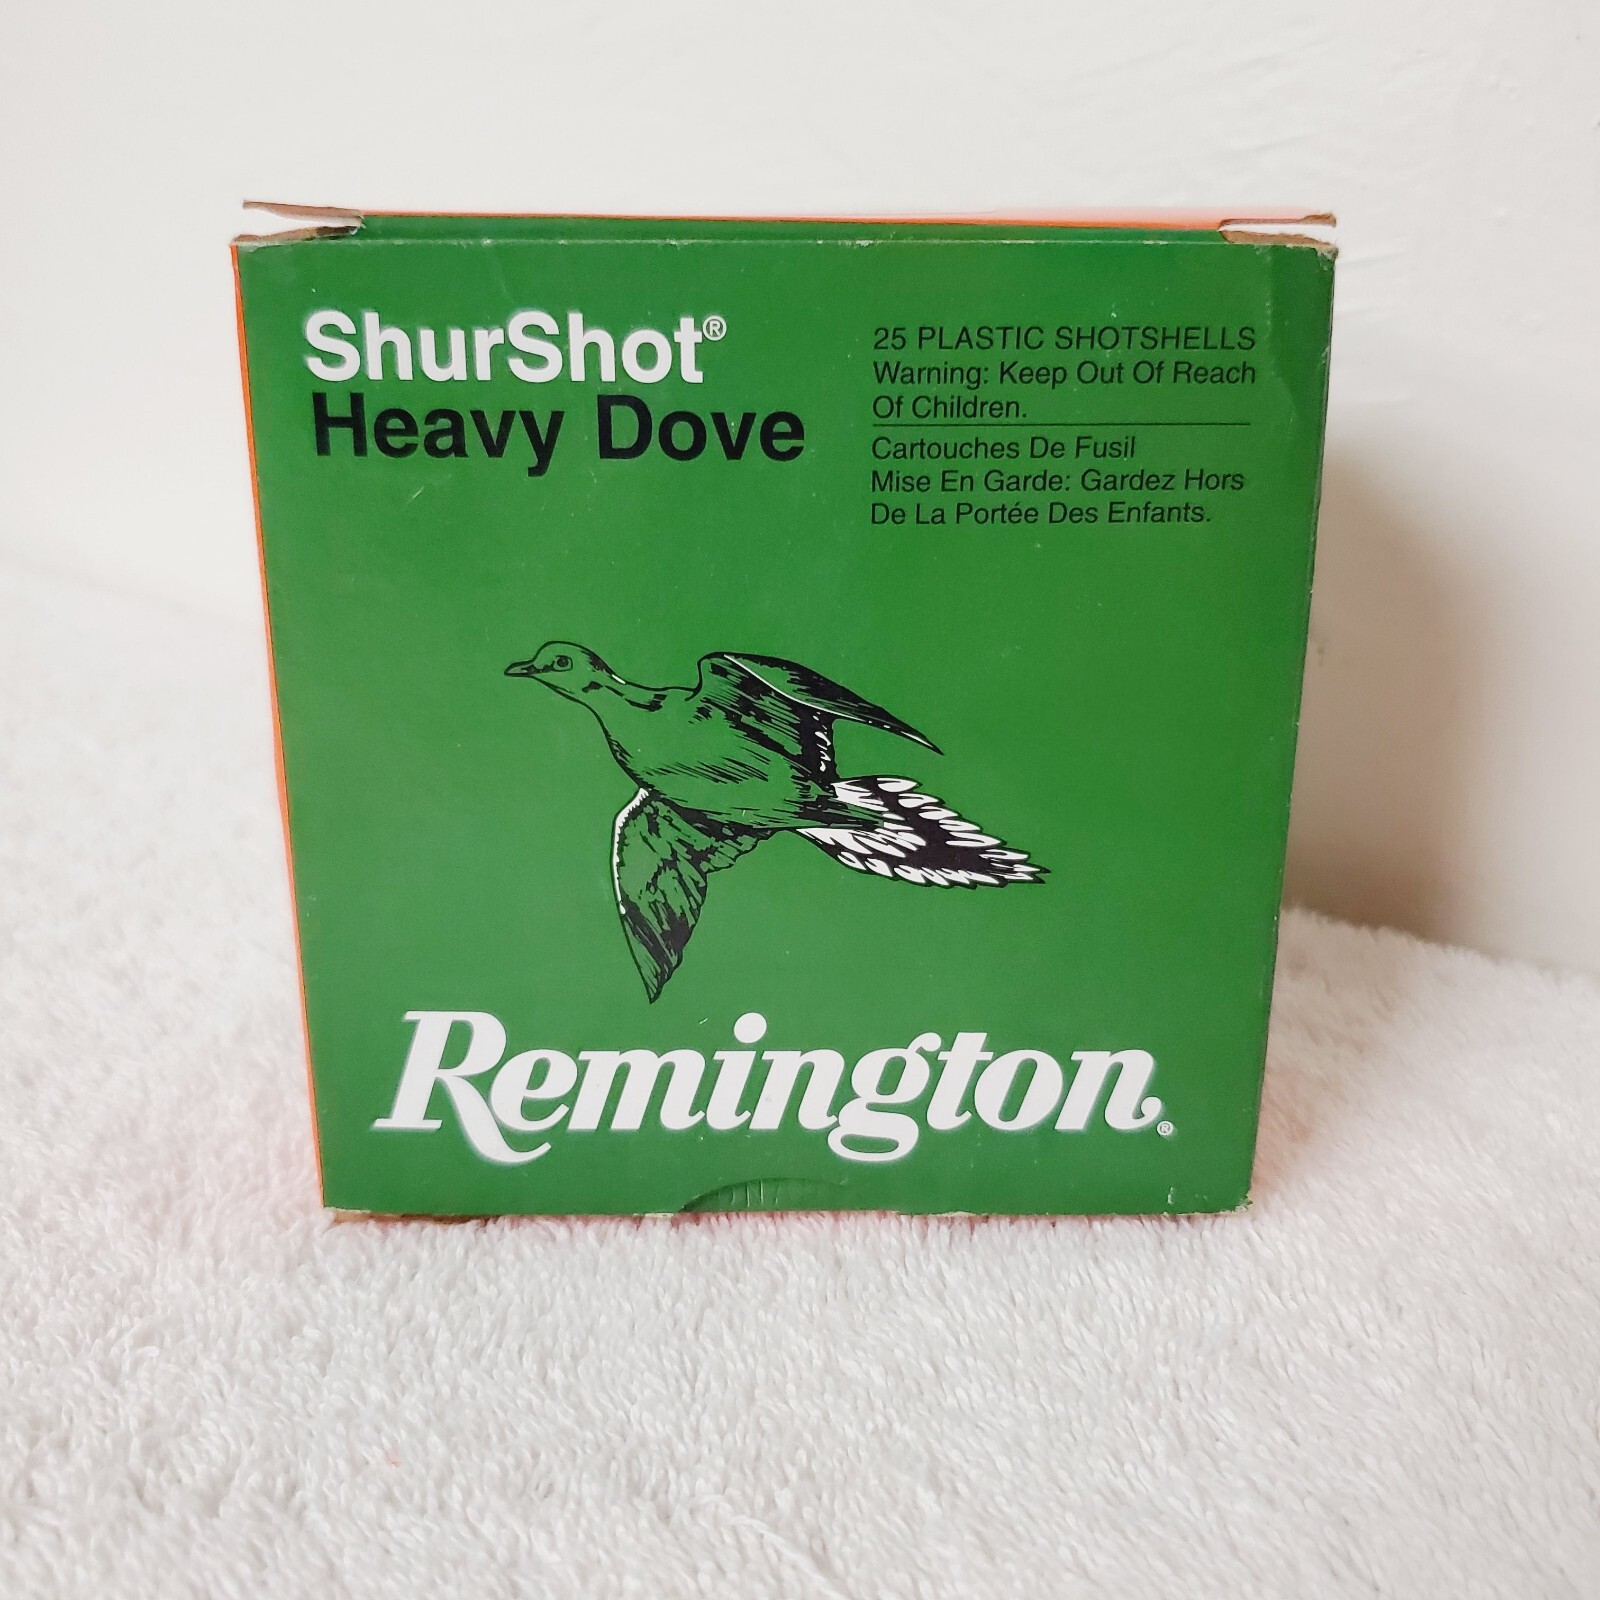 ShurShot®
Heavy Dove
25 PLASTIC SHOTSHELLS
Warning: Keep Out Of Reach
Of Children.
Cartouches De Fusil
Mise En Garde: Gardez Hors
De La Portée Des Enfants.
Remington®